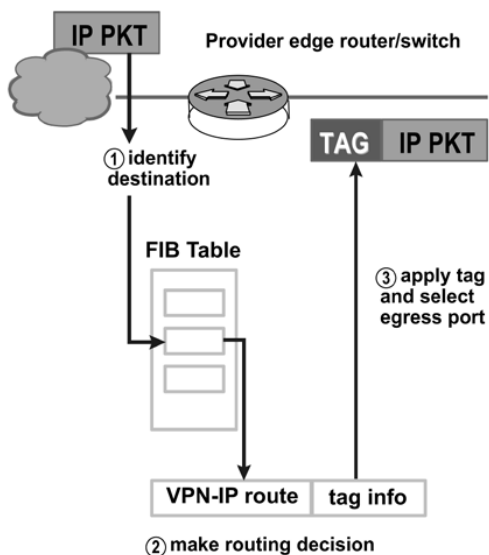 IP PKT
Provider edge router/switch
TAG IP PKT
① identify
destination
FIB Table
③ apply tag
and select
egress port
VPN-IP route tag info
② make routing decision